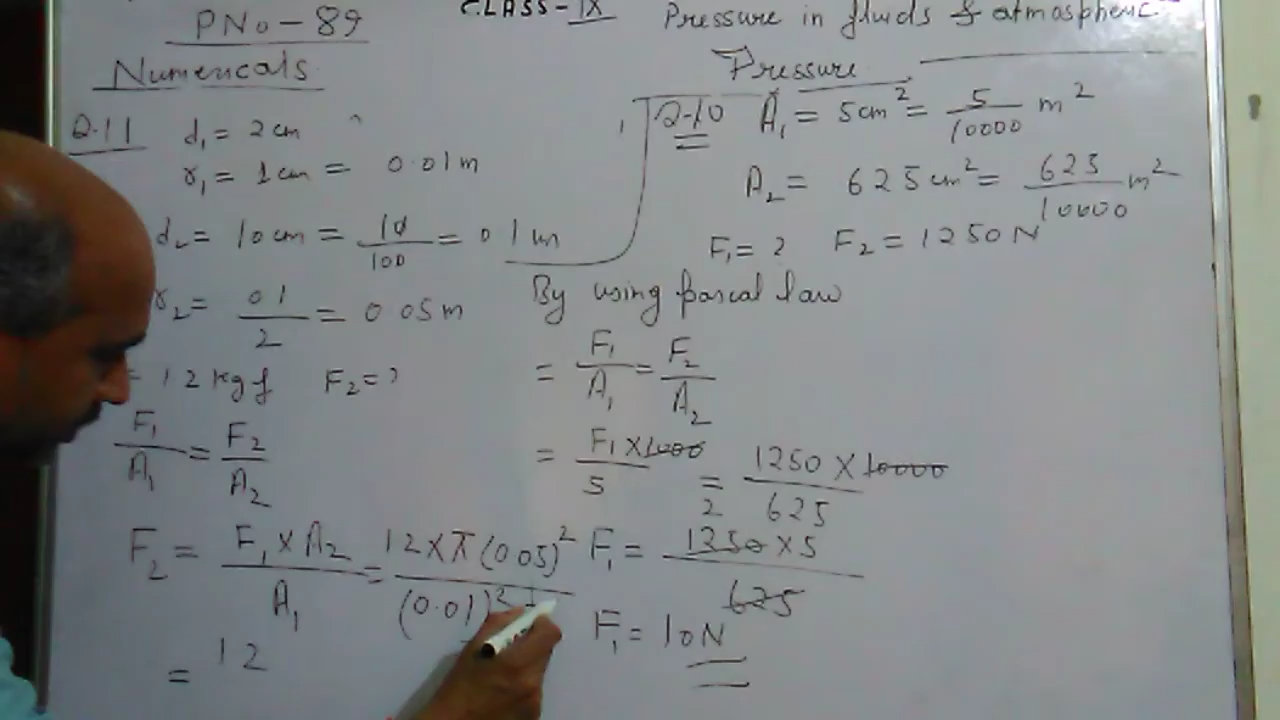 PNo-89
CLASS-IX
Pressure in fluids & atmospheric
Pressure
Numericals
Q.11 d₁ = 2 cm
r₁ = 1 cm = 0.01 m
d₂ = 10 cm = 10/100 = 0.1 m
r₂ = 0.1/2 = 0.05 m
= 12 kgf F₂ = ?
F₁/A₁ = F₂/A₂
F₂ = F₁ × A₂ / A₁ = 12 × π (0.05)² / (0.01)²
= 12
Q-10 A₁ = 5 cm² = 5/10000 m²
A₂ = 625 cm² = 625/10000 m²
F₁ = ? F₂ = 1250 N
By using pascal law
= F₁/A₁ = F₂/A₂
= F₁ × 1000 / 5 = 1250 × 10000 / 625
2
F₁ = 1250 × 5 / 625
F₁ = 10 N